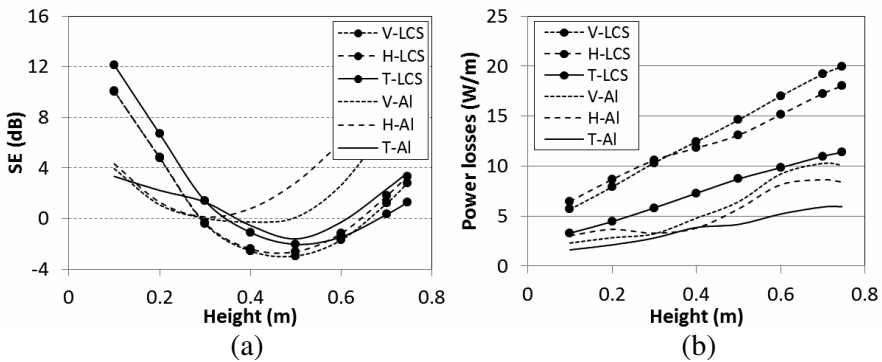 16
12
8
4
0
-4
SE (dB)
0
0.2
0.4
0.6
0.8
Height (m)
V-LCS
H-LCS
T-LCS
V-Al
H-Al
T-Al
(a)
25
20
15
10
5
0
Power losses (W/m)
0
0.2
0.4
0.6
0.8
Height (m)
V-LCS
H-LCS
T-LCS
V-Al
H-Al
T-Al
(b)